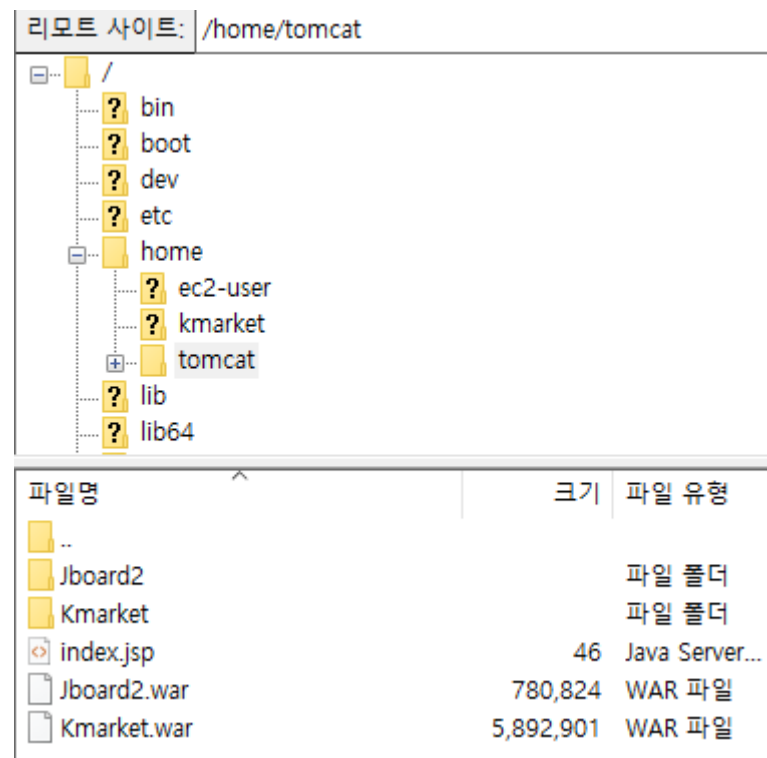 리모트 사이트: /home/tomcat
/
? bin
? boot
? dev
? etc
home
? ec2-user
? kmarket
tomcat
? lib
? lib64
파일명 크기 파일 유형
..
Jboard2 파일 폴더
Kmarket 파일 폴더
index.jsp 46 Java Server...
Jboard2.war 780,824 WAR 파일
Kmarket.war 5,892,901 WAR 파일